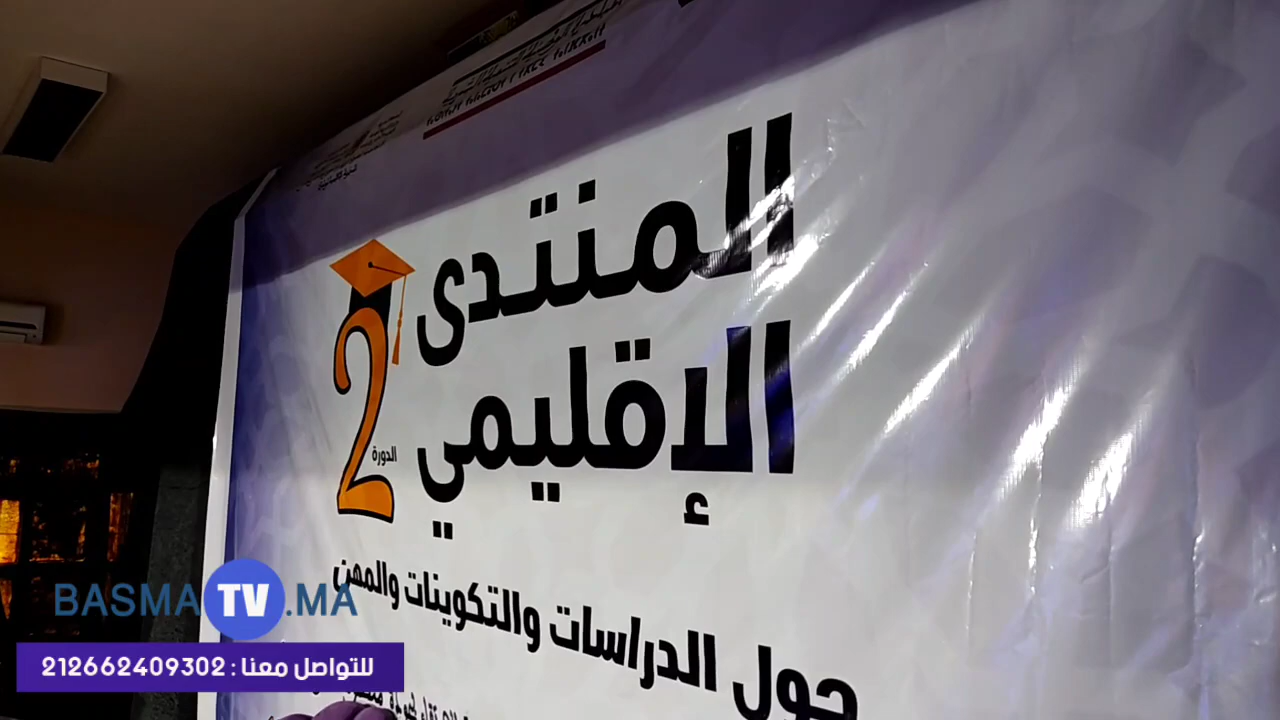 المنتدى
الإقليمي
2
الدورة
حول الدراسات والتكوينات والمهن
BASMA TV .MA
للتواصل معنا : 212662409302